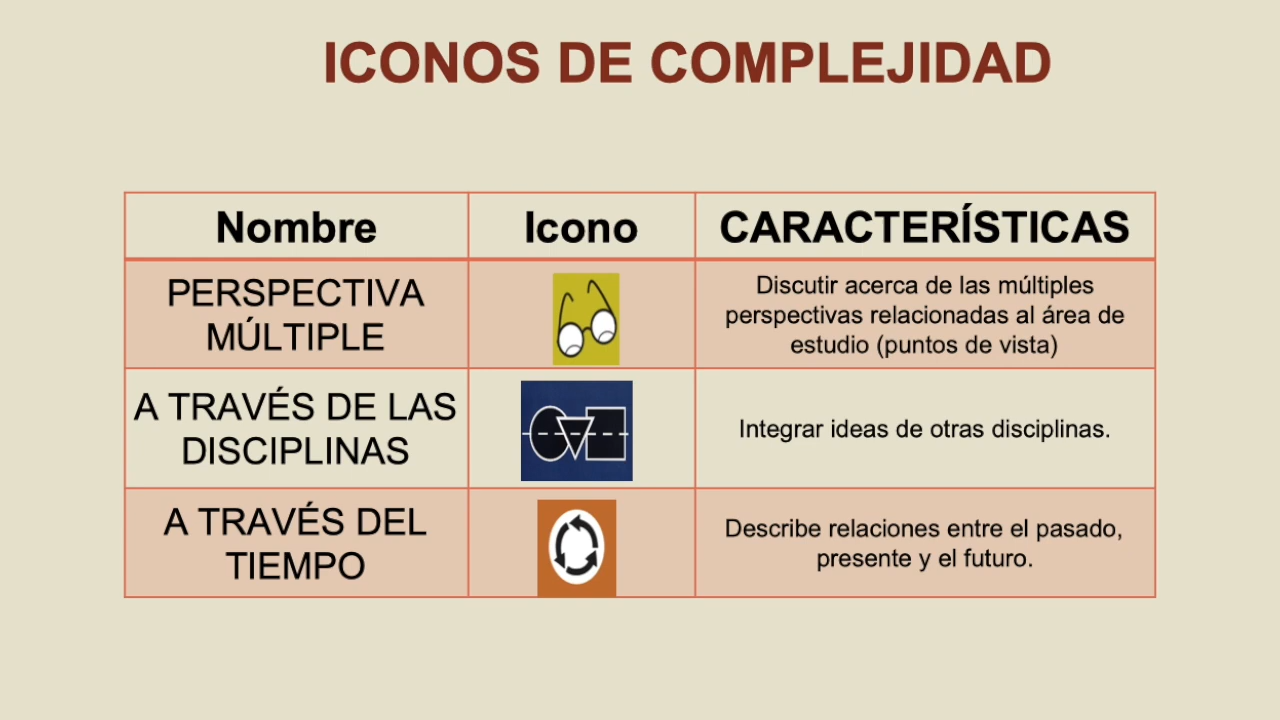 ICONOS DE COMPLEJIDAD
Nombre
Icono
CARACTERÍSTICAS
PERSPECTIVA
MÚLTIPLE
Discutir acerca de las múltiples
perspectivas relacionadas al área de
estudio (puntos de vista)
A TRAVÉS DE LAS
DISCIPLINAS
Integrar ideas de otras disciplinas.
A TRAVÉS DEL
TIEMPO
Describe relaciones entre el pasado,
presente y el futuro.